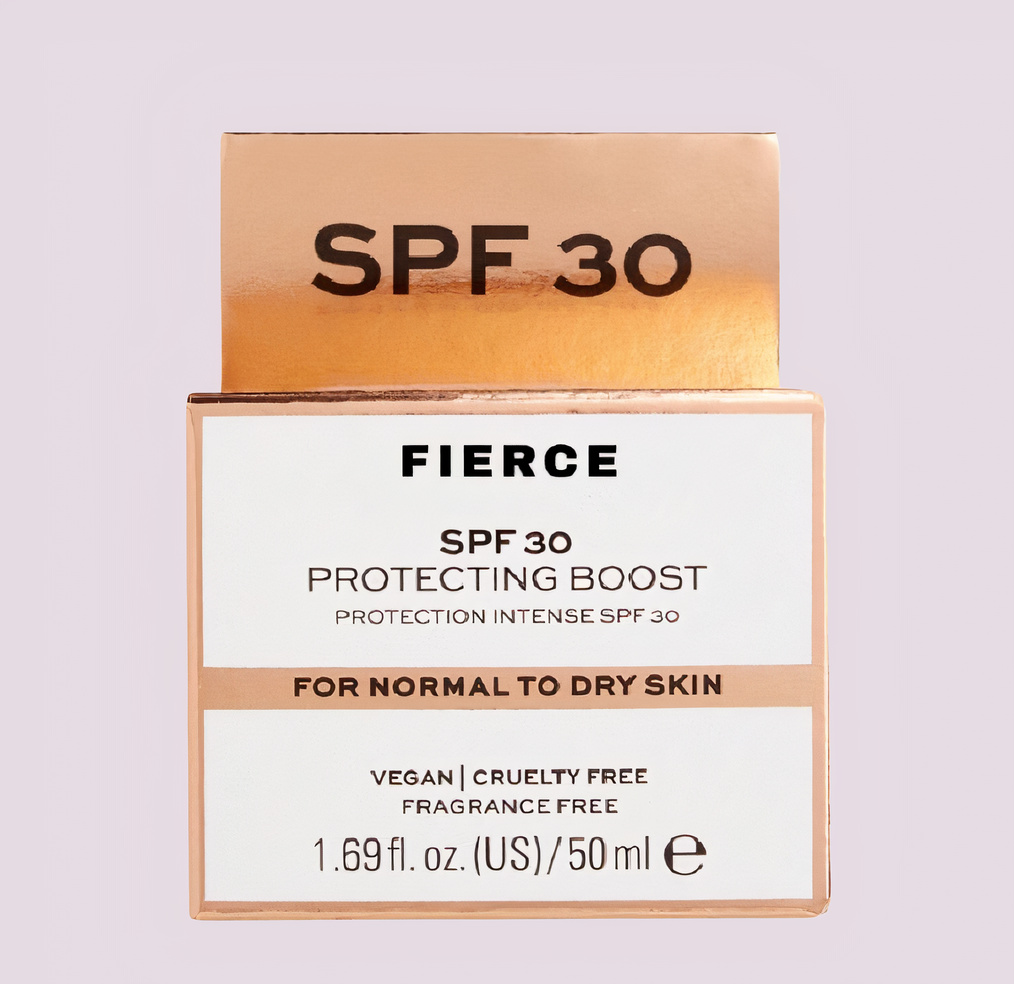 SPF 30
FIERCE
SPF 30
PROTECTING BOOST
PROTECTION INTENSE SPF 30
FOR NORMAL TO DRY SKIN
VEGAN | CRUELTY FREE
FRAGRANCE FREE
1.69 fl. oz. (US) / 50 ml ℮